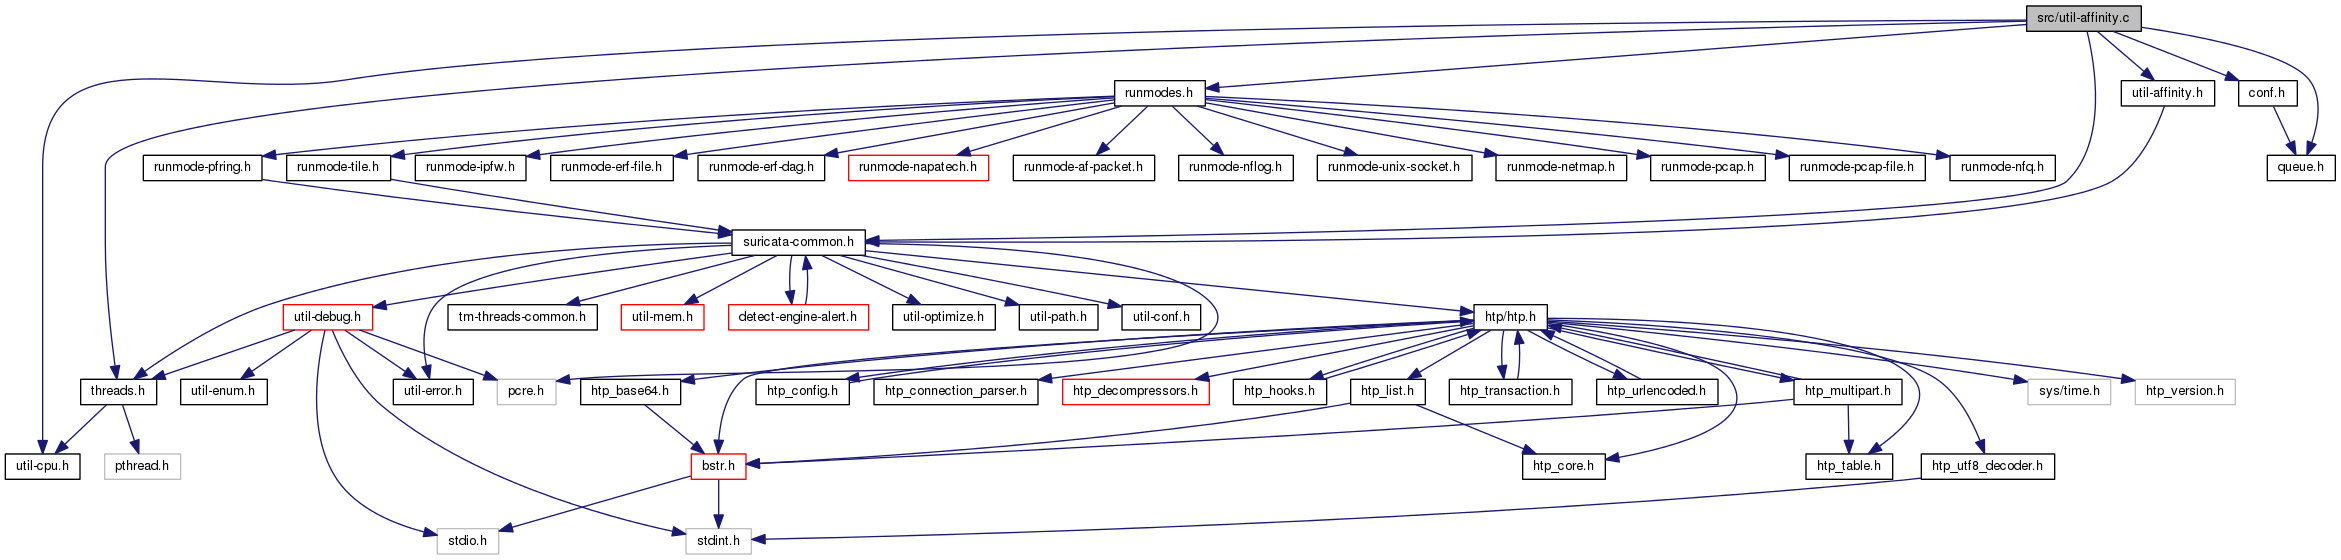 src/util-affinity.c
runmodes.h
util-affinity.h
conf.h
runmode-pfring.h
runmode-tile.h
runmode-ipfw.h
runmode-erf-file.h
runmode-erf-dag.h
runmode-napatech.h
runmode-af-packet.h
runmode-nflog.h
runmode-unix-socket.h
runmode-netmap.h
runmode-pcap.h
runmode-pcap-file.h
runmode-nfq.h
queue.h
suricata-common.h
util-debug.h
tm-threads-common.h
util-mem.h
detect-engine-alert.h
util-optimize.h
util-path.h
util-conf.h
htp/htp.h
threads.h
util-enum.h
util-error.h
pcre.h
htp_base64.h
htp_config.h
htp_connection_parser.h
htp_decompressors.h
htp_hooks.h
htp_list.h
htp_transaction.h
htp_urlencoded.h
htp_multipart.h
sys/time.h
htp_version.h
util-cpu.h
pthread.h
bstr.h
htp_core.h
htp_table.h
htp_utf8_decoder.h
stdio.h
stdint.h